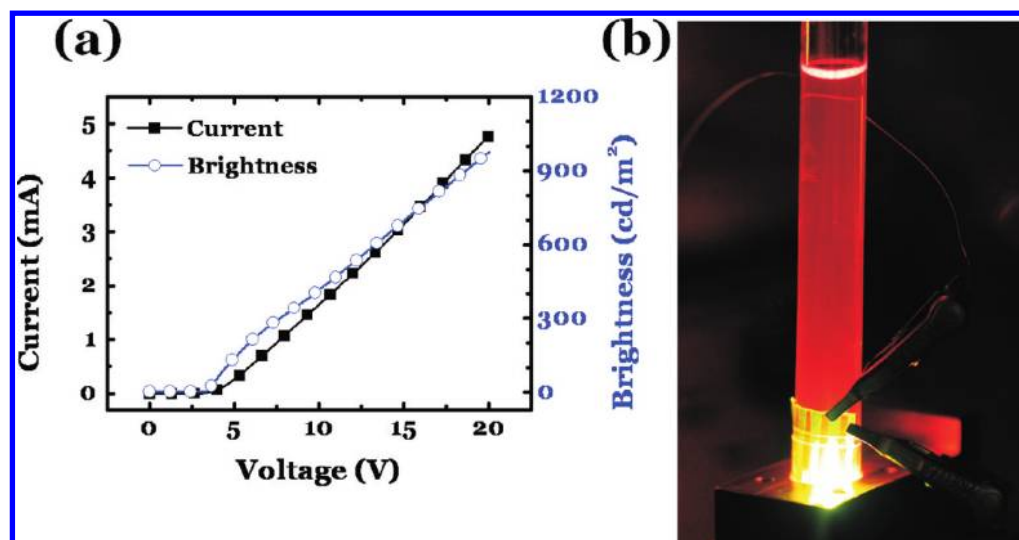 (a)
(b)
Current
Brightness
Current (mA)
5
4
3
2
1
0
0
5
10
15
20
Voltage (V)
1200
900
600
300
0
Brightness (cd/m²)